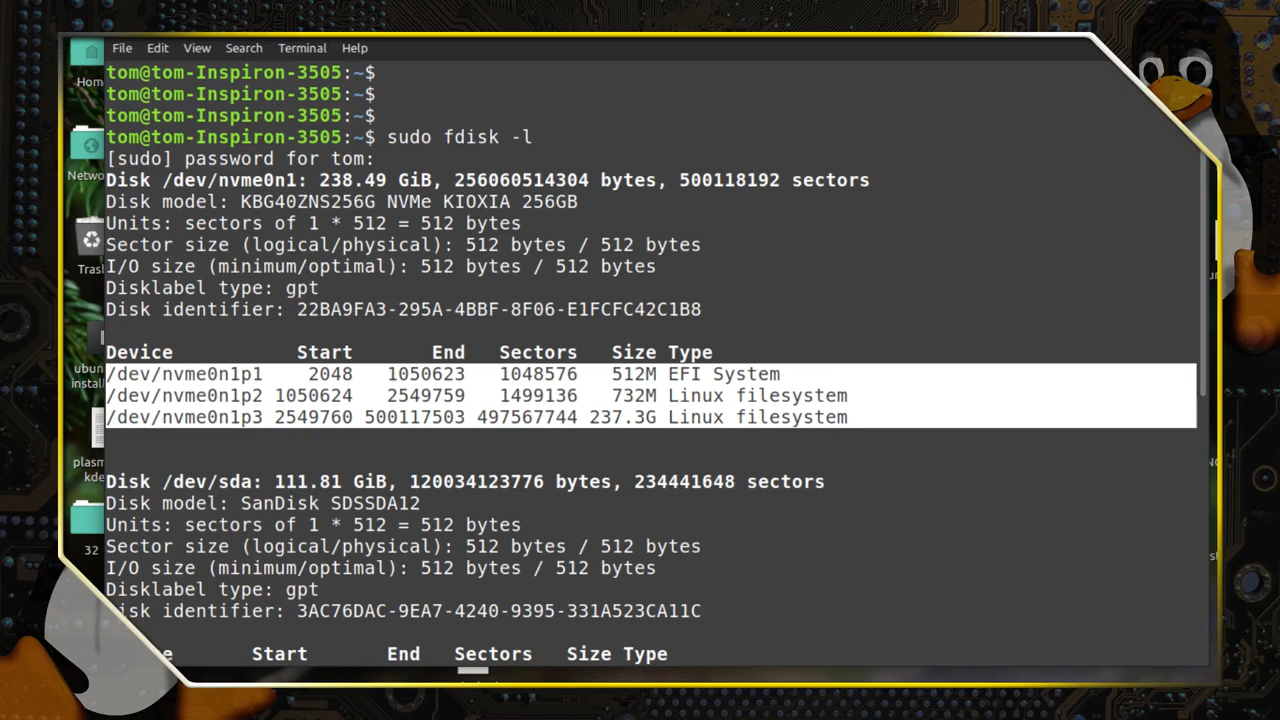 File Edit View Search Terminal Help
tom@tom-Inspiron-3505:~$
tom@tom-Inspiron-3505:~$
tom@tom-Inspiron-3505:~$
tom@tom-Inspiron-3505:~$ sudo fdisk -l
[sudo] password for tom:
Disk /dev/nvme0n1: 238.49 GiB, 256060514304 bytes, 500118192 sectors
Disk model: KBG40ZNS256G NVMe KIOXIA 256GB
Units: sectors of 1 * 512 = 512 bytes
Sector size (logical/physical): 512 bytes / 512 bytes
I/O size (minimum/optimal): 512 bytes / 512 bytes
Disklabel type: gpt
Disk identifier: 22BA9FA3-295A-4BBF-8F06-E1FCFC42C1B8
Device Start End Sectors Size Type
/dev/nvme0n1p1 2048 1050623 1048576 512M EFI System
/dev/nvme0n1p2 1050624 2549759 1499136 732M Linux filesystem
/dev/nvme0n1p3 2549760 500117503 497567744 237.3G Linux filesystem
Disk /dev/sda: 111.81 GiB, 120034123776 bytes, 234441648 sectors
Disk model: SanDisk SDSSDA12
Units: sectors of 1 * 512 = 512 bytes
Sector size (logical/physical): 512 bytes / 512 bytes
I/O size (minimum/optimal): 512 bytes / 512 bytes
Disklabel type: gpt
isk identifier: 3AC76DAC-9EA7-4240-9395-331A523CA11C
e Start End Sectors Size Type
Hom
Netwo
Tras
ubun
instal
plasm
kde
32